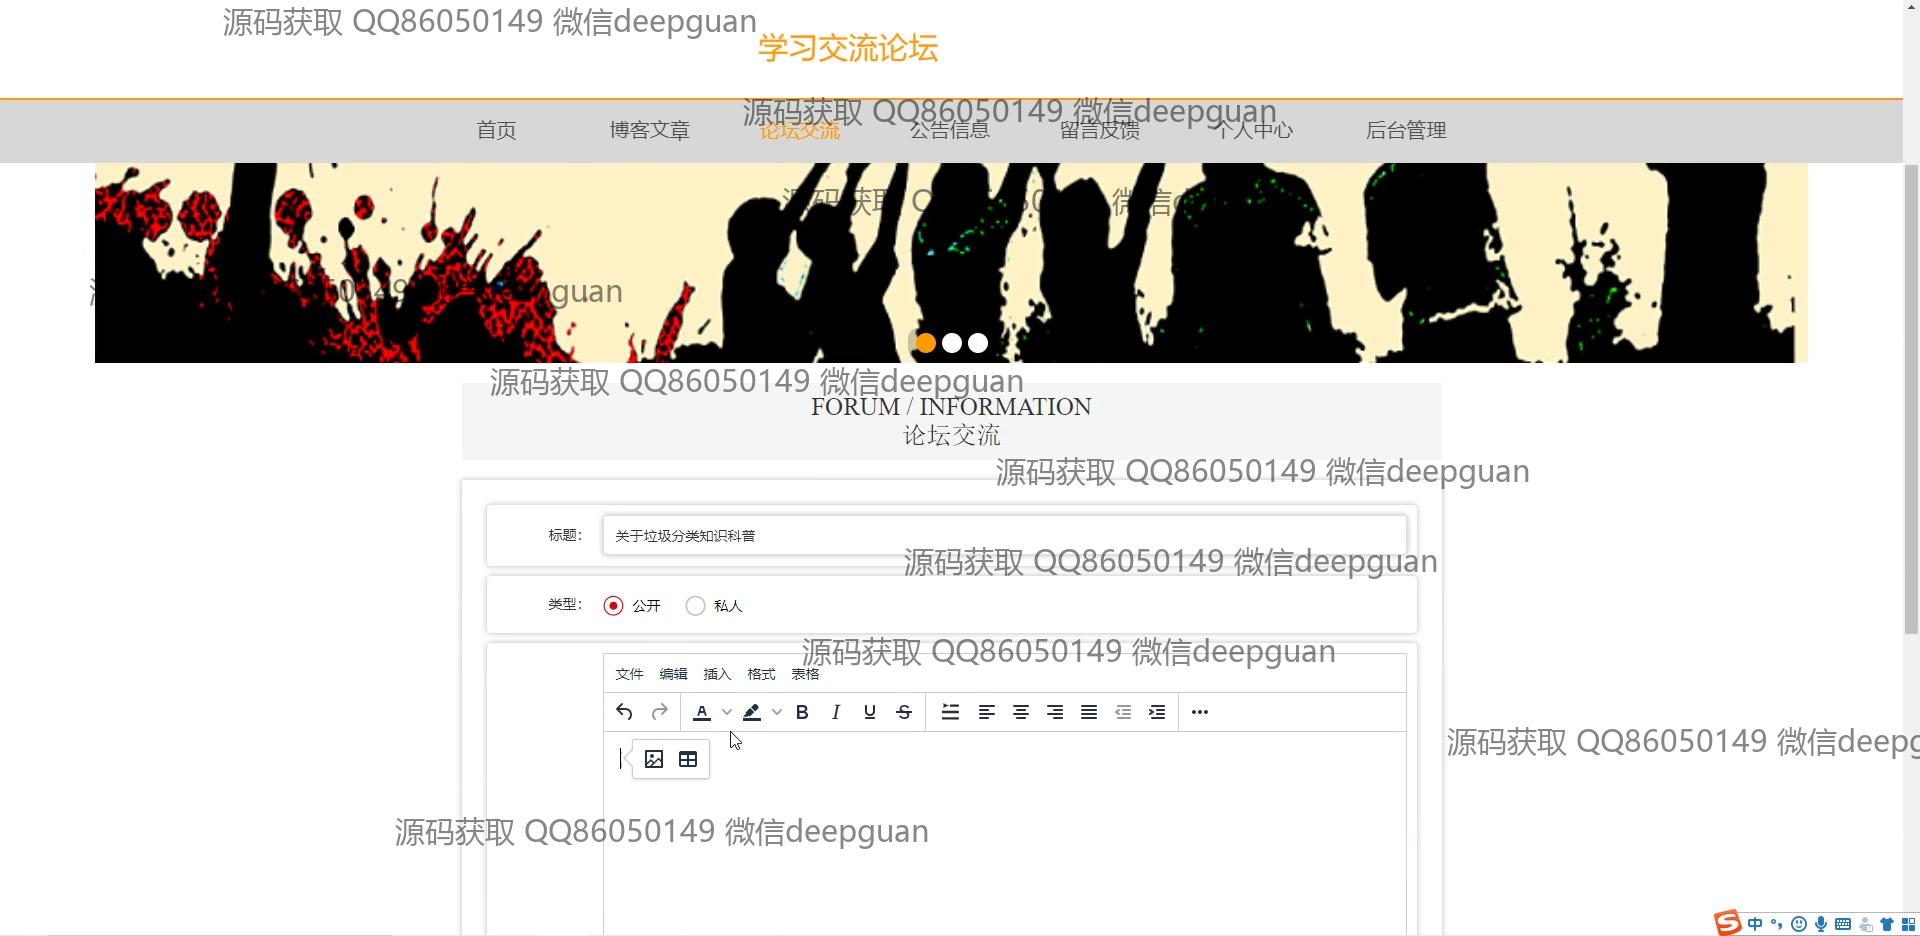 源码获取 QQ86050149 微信deepguan
学习交流论坛
源码获取 QQ86050149 微信deepguan
首页 博客文章 论坛交流 公告信息 留言反馈 个人中心 后台管理
guan
源码获取 QQ86050149 微信deepguan
FORUM / INFORMATION
论坛交流
源码获取 QQ86050149 微信deepguan
标题: 关于垃圾分类知识科普
源码获取 QQ86050149 微信deepguan
类型: 公开 私人
源码获取 QQ86050149 微信deepguan
文件 编辑 插入 格式 表格
A B I U S
源码获取 QQ86050149 微信deepg
源码获取 QQ86050149 微信deepguan
S 中